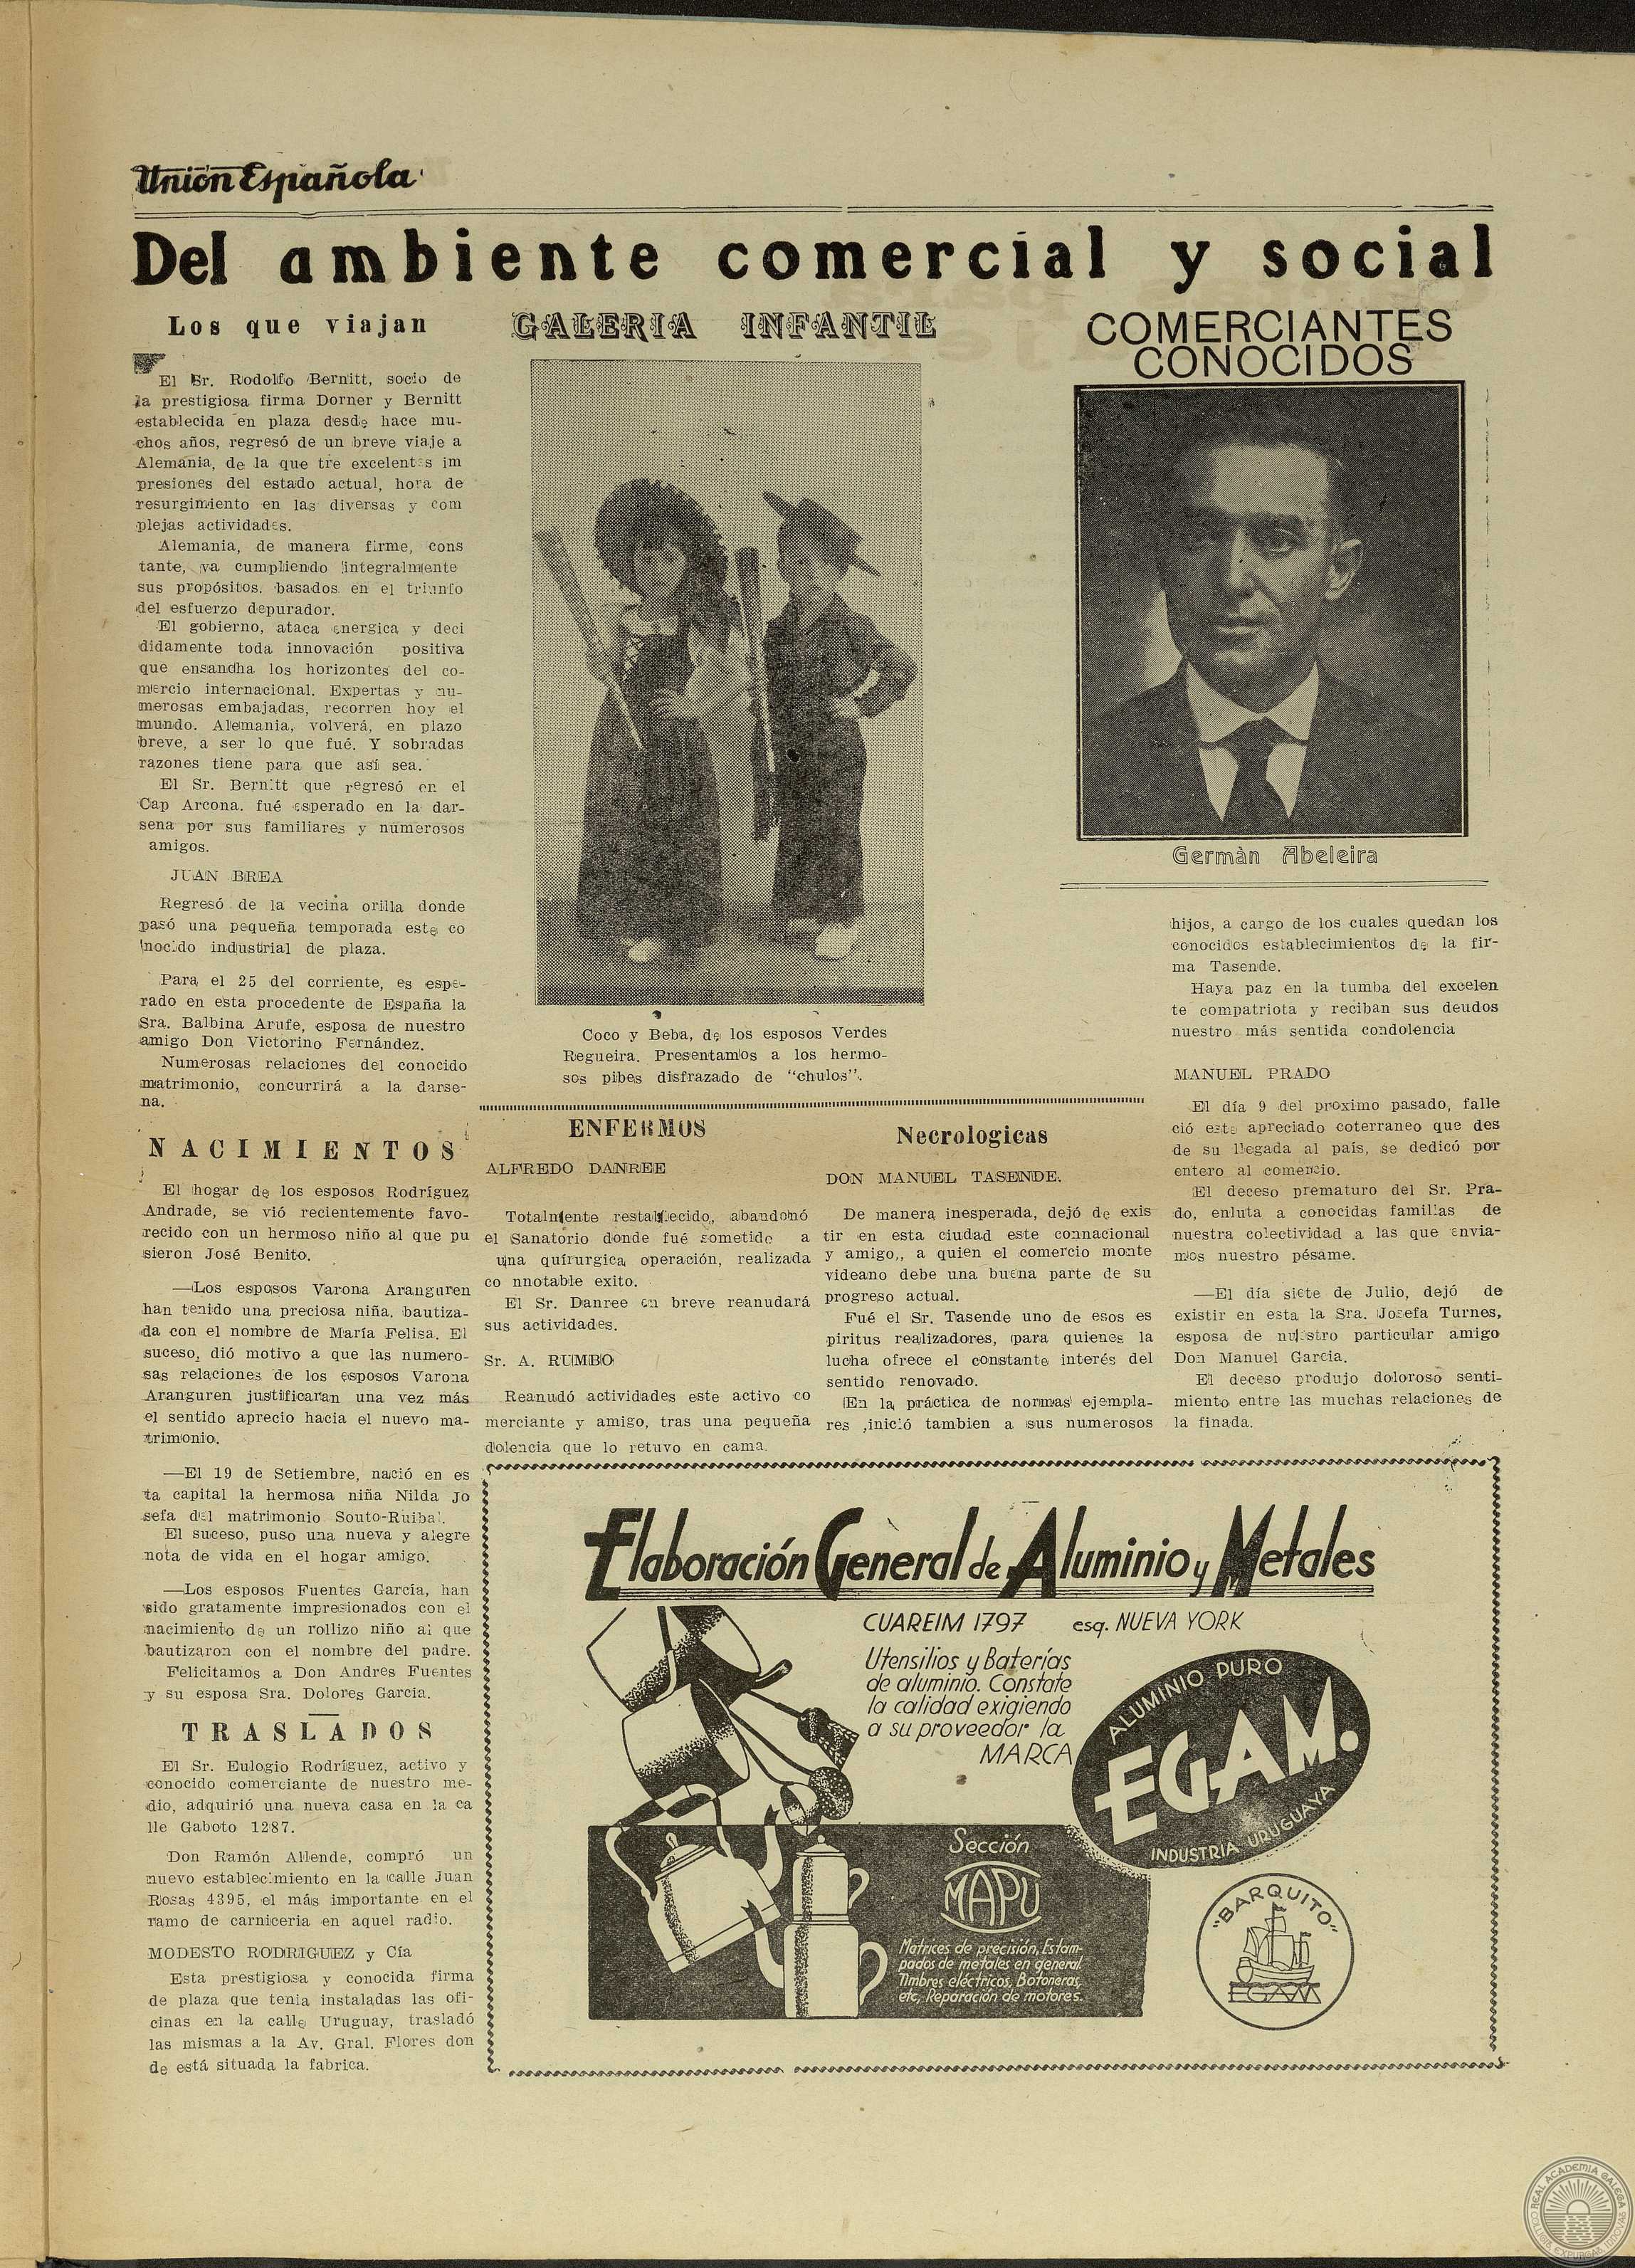 Unión Española
Del ambiente comercial y social
Los que viajan
El Sr. Rodolfo Bernitt, socio de
la prestigiosa firma Dorner y Bernitt
establecida en plaza desde hace mu-
chos años, regresó de un breve viaje a
Alemania, de la que tre excelentes im
presiones del estado actual, hora de
resurgimiento en las diversas y com
plejas actividades.
Alemania, de manera firme, cons
tante, va cumpliendo integralmente
sus propósitos. basados en el triunfo
del esfuerzo depurador.
El gobierno, ataca energica y deci
didamente toda innovación positiva
que ensandha los horizontes del co-
mercio internacional. Expertas y nu-
merosas embajadas, recorren hoy el
mundo. Alemania, volverá, en plazo
breve, a ser lo que fué. Y sobradas
razones tiene para que así sea.
El Sr. Bernitt que regresó en el
Cap Arcona. fué esperado en la dar-
sena por sus familiares y numerosos
amigos.
JUAN BREA
Regresó de la vecina orilla donde
pasó una pequeña temporada este co
nocido industrial de plaza.
Para el 25 del corriente, es espe-
rado en esta procedente de España la
Sra. Balbina Arufe, esposa de nuestro
amigo Don Victorino Fernández.
Numerosas relaciones del conocido
matrimonio, concurrirá a la darse-
na.
NACIMIENTOS
El hogar de los esposos Rodríguez
Andrade, se vió recientemente favo-
recido con un hermoso niño al que pu
sieron José Benito.
—Los esposos Varona Aranguren
han tenido una preciosa niña. bautiza-
da con el nombre de María Felisa. El
suceso, dió motivo a que las numero-
sas relaciones de los esposos Varona
Aranguren justificaran una vez más
el sentido aprecio hacia el nuevo ma-
trimonio.
—El 19 de Setiembre, nació en es
ta capital la hermosa niña Nilda Jo
sefa del matrimonio Souto-Ruibal.
El suceso, puso una nueva y alegre
nota de vida en el hogar amigo.
—Los esposos Fuentes García, han
sido gratamente impresionados con el
nacimiento de un rollizo niño al que
bautizaron con el nombre del padre.
Felicitamos a Don Andres Fuentes
y su esposa Sra. Dolores Garcia.
TRASLADOS
El Sr. Eulogio Rodríguez, activo y
conocido comerciante de nuestro me-
dio, adquirió una nueva casa en la ca
lle Gaboto 1287.
Don Ramón Allende, compró un
nuevo establecimiento en la calle Juan
Rosas 4395, el más importante en el
ramo de carniceria en aquel radio.
MODESTO RODRIGUEZ y Cía
Esta prestigiosa y conocida firma
de plaza que tenia instaladas las ofi-
cinas en la calle Uruguay, trasladó
las mismas a la Av. Gral. Flores don
de está situada la fabrica.
GALERIA INFANTIL
Coco y Beba, de los esposos Verdes
Regueira. Presentamos a los hermo-
sos pibes disfrazado de "chulos".
ENFERMOS
ALFREDO DANREE
Totalmente restablecido, abandonó
el Sanatorio donde fué sometido a
una quírurgica operación, realizada
co nnotable exito.
El Sr. Danree en breve reanudará
sus actividades.
Sr. A. RUMBO
Reanudó actividades este activo co
merciante y amigo, tras una pequeña
dolencia que lo retuvo en cama.
Necrologicas
DON MANUEL TASENDE.
De manera inesperada, dejó de exis
tir en esta ciudad este connacional
y amigo,, a quien el comercio monte
videano debe una buena parte de su
progreso actual.
Fué el Sr. Tasende uno de esos es
piritus realizadores, para quienes la
lucha ofrece el constante interés del
sentido renovado.
En la práctica de normas ejempla-
res ,inició tambien a sus numerosos
COMERCIANTES
CONOCIDOS
Germàn Abeleira
hijos, a cargo de los cuales quedan los
conocidos establecimientos de la fir-
ma Tasende.
Haya paz en la tumba del excelen
te compatriota y reciban sus deudos
nuestro más sentida condolencia
MANUEL PRADO
El día 9 del proximo pasado, falle
ció este apreciado coterraneo que des
de su llegada al país, se dedicó por
entero al comercio.
El deceso prematuro del Sr. Pra-
do, enluta a conocidas familias de
nuestra colectividad a las que envia-
mos nuestro pésame.
—El día siete de Julio, dejó de
existir en esta la Sra. Josefa Turnes,
esposa de nuestro particular amigo
Don Manuel Garcia.
El deceso produjo doloroso senti-
miento entre las muchas relaciones de
la finada.
Elaboración General de Aluminio y Metales
CUAREIM 1797 esq. NUEVA YORK
Utensilios y Baterías
de aluminio. Constate
la calidad exigiendo
a su proveedor la
MARCA
ALUMINIO PURO
EGAM.
INDUSTRIA URUGUAYA
Sección
MAPU
Matrices de precisión, Estam-
pados de metales en general.
Timbres eléctricos, Botoneras,
etc, Reparación de motores.
"BARQUITO"
EGAM
REAL ACADEMIA GALEGA